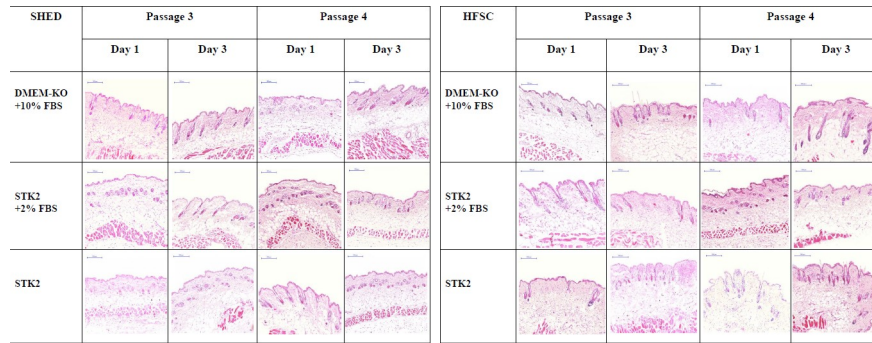 SHED Passage 3 Passage 4
Day 1 Day 3 Day 1 Day 3
DMEM-KO
+10% FBS
STK2
+2% FBS
STK2
HFSC Passage 3 Passage 4
Day 1 Day 3 Day 1 Day 3
DMEM-KO
+10% FBS
STK2
+2% FBS
STK2